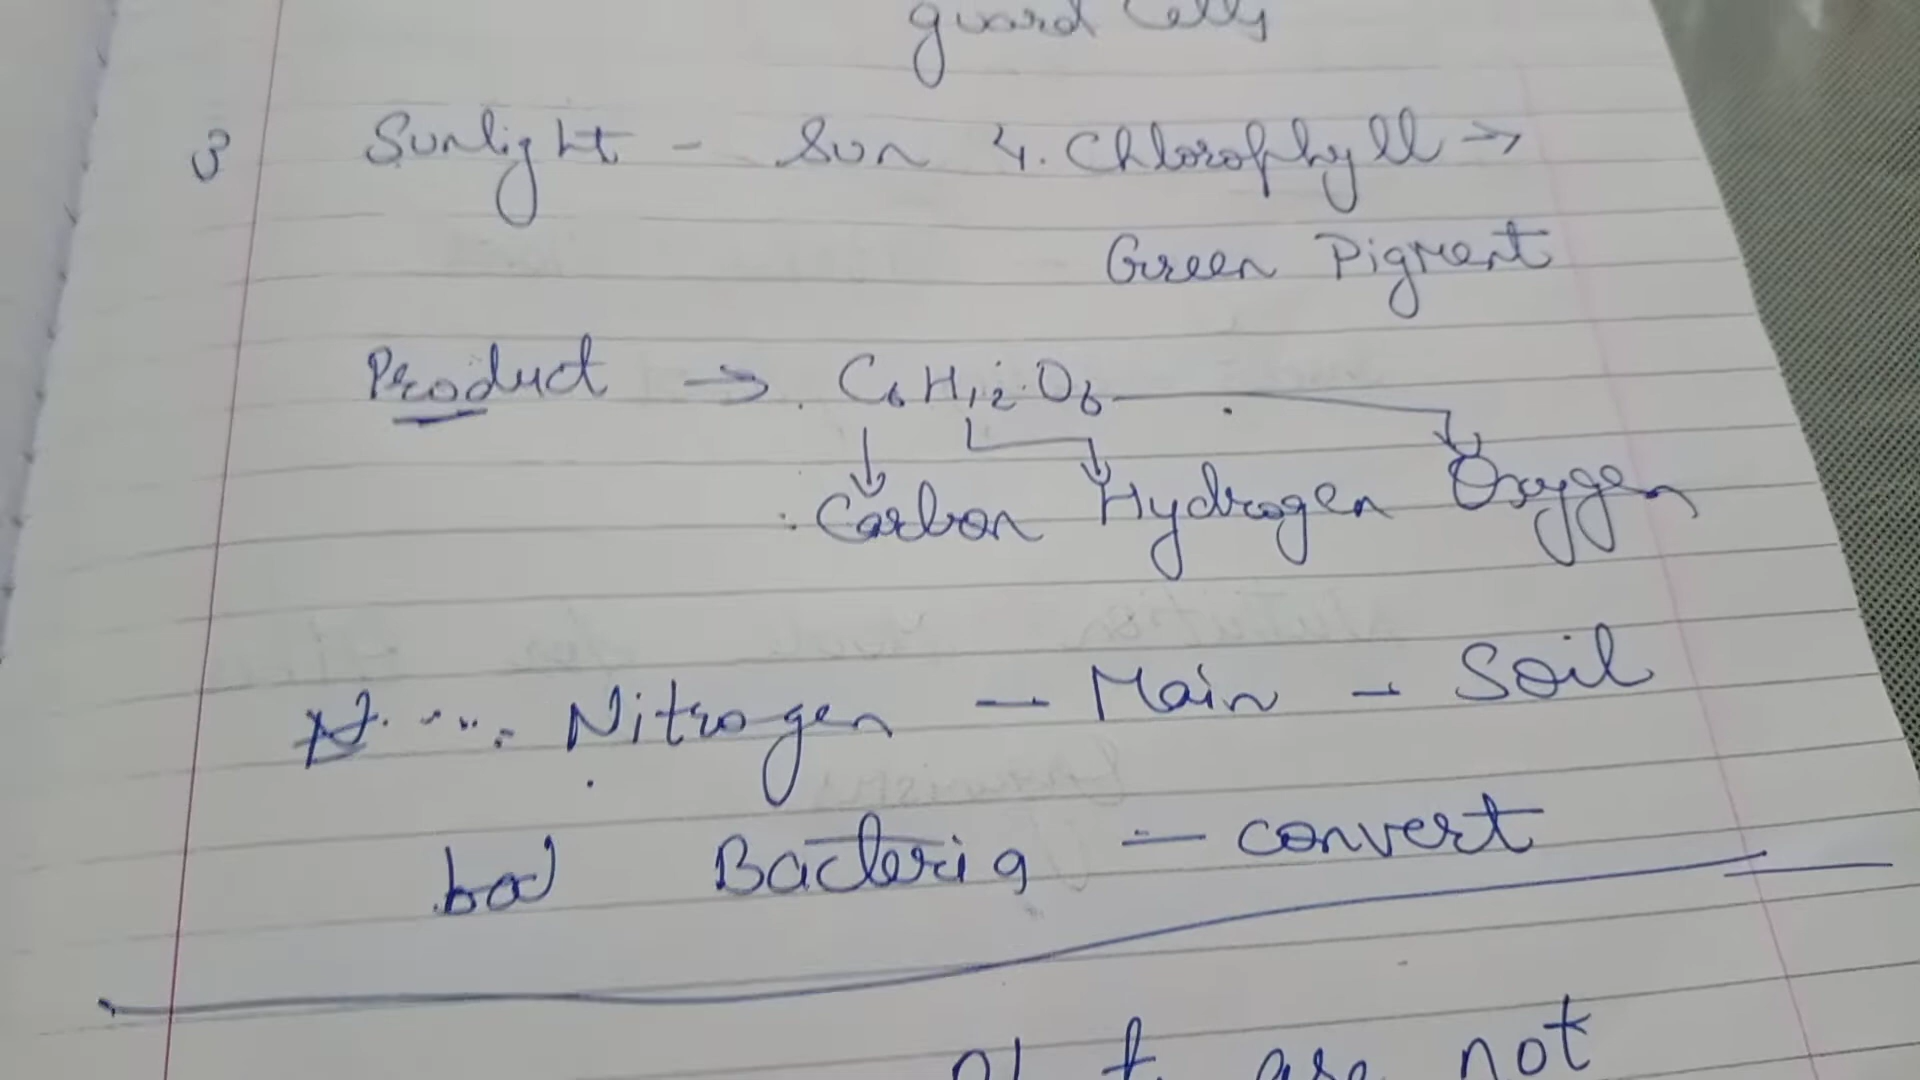 guard cells
3 Sunlight - Sun 4. Chlorophyll →
Green Pigment
Product → C6H12O6
Carbon Hydrogen Oxygen
Nitrogen - Main - Soil
bad Bacteria - convert
are not